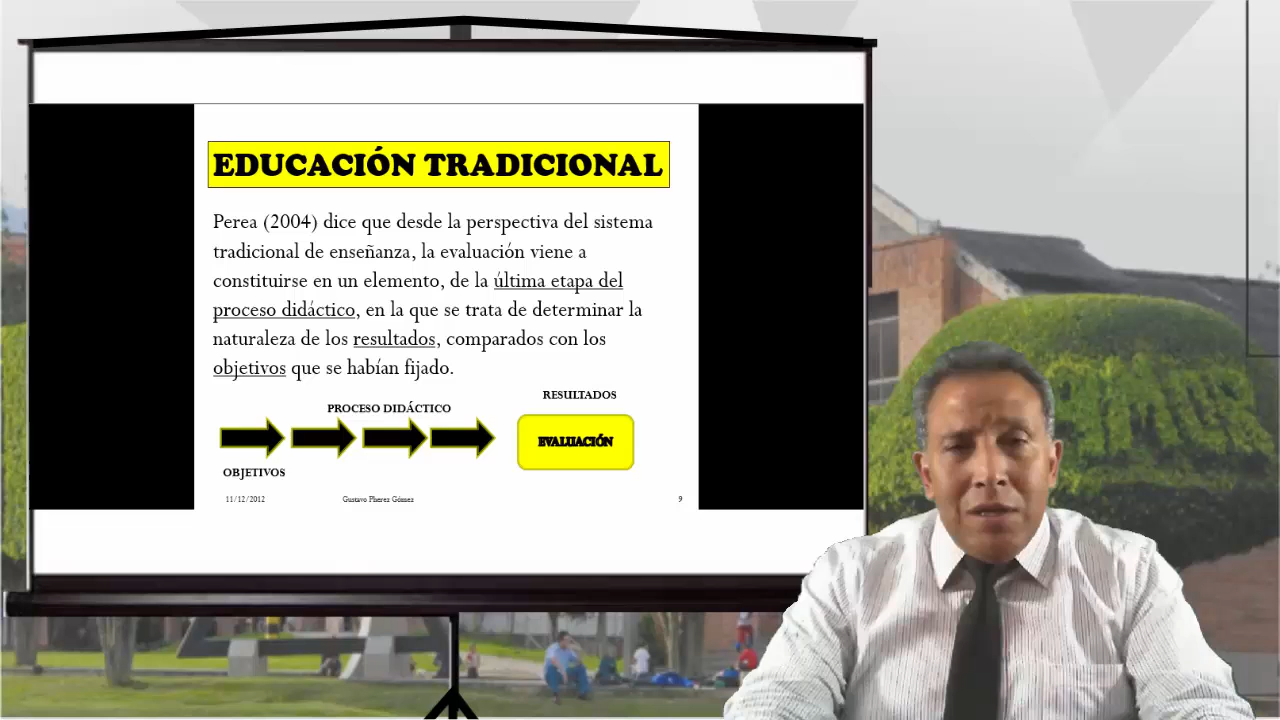 EDUCACIÓN TRADICIONAL
Perea (2004) dice que desde la perspectiva del sistema
tradicional de enseñanza, la evaluación viene a
constituirse en un elemento, de la última etapa del
proceso didáctico, en la que se trata de determinar la
naturaleza de los resultados, comparados con los
objetivos que se habían fijado.
RESULTADOS
PROCESO DIDÁCTICO
EVALUACIÓN
OBJETIVOS
11/12/2012 Gustavo Pherez Gómez 9